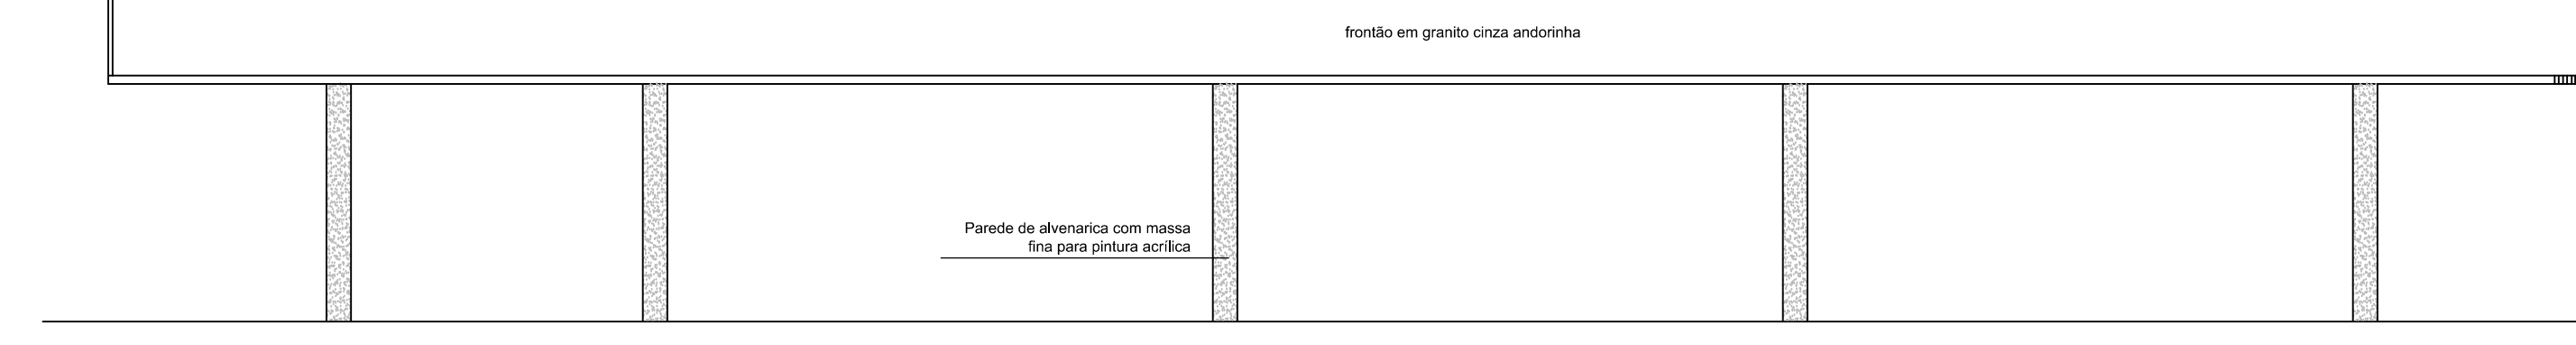 frontão em granito cinza andorinha
Parede de alvenarica com massa
fina para pintura acrílica